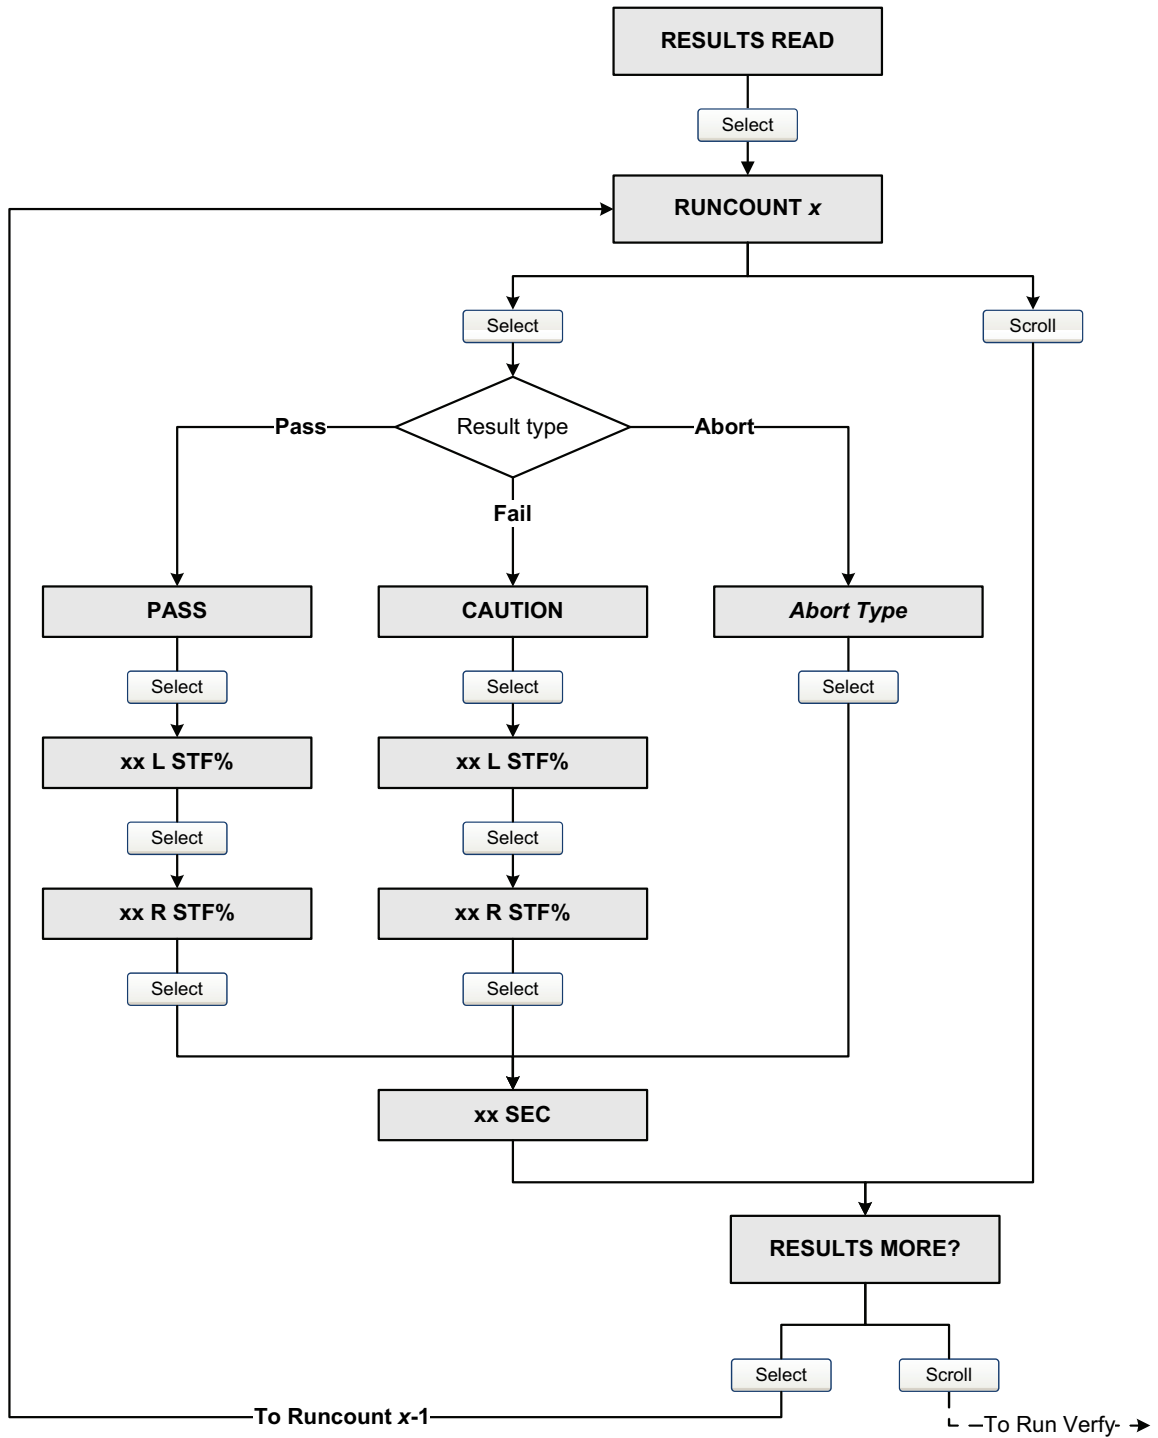 RESULTS READ
Select
RUNCOUNT x
Select
Scroll
Pass
Result type
Abort
Fail
PASS
CAUTION
Abort Type
Select
Select
Select
xx L STF%
xx L STF%
Select
Select
xx R STF%
xx R STF%
Select
Select
xx SEC
RESULTS MORE?
Select
Scroll
To Runcount x-1
To Run Verfy